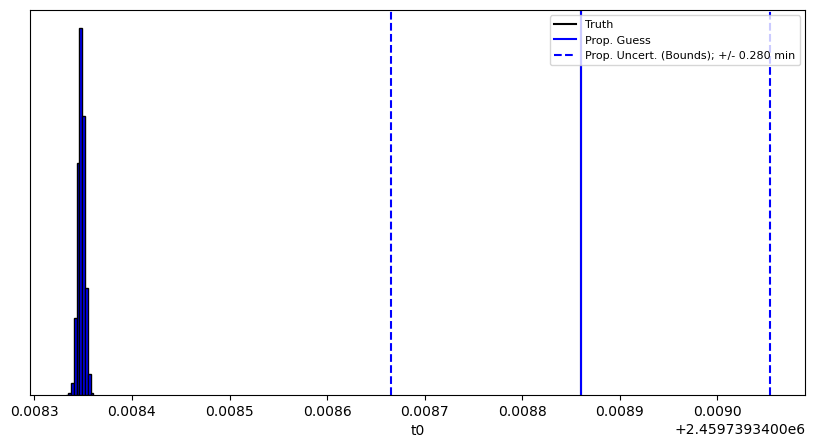 Truth
Prop. Guess
Prop. Uncert. (Bounds); +/- 0.280 min
0.0083 0.0084 0.0085 0.0086 0.0087 0.0088 0.0089 0.0090
t0
+2.4597393400e6